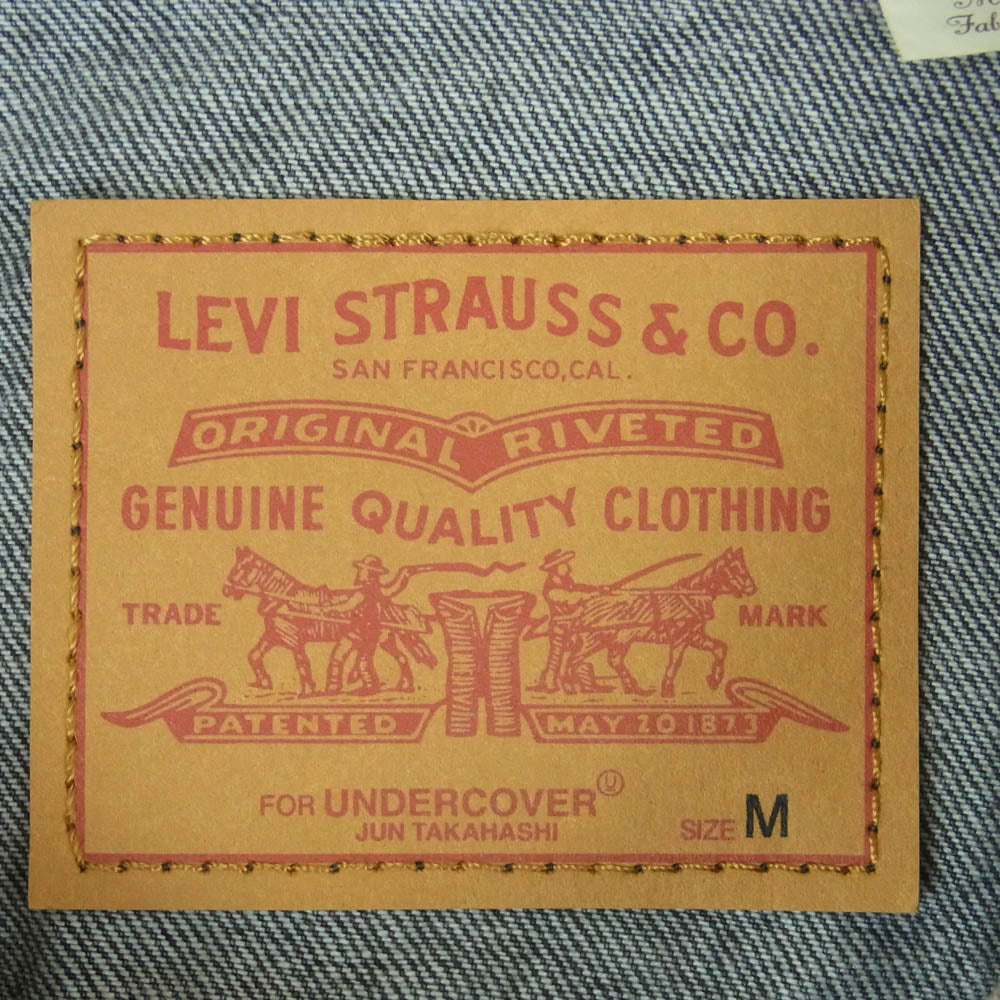 LEVI STRAUSS & CO.
SAN FRANCISCO, CAL.
ORIGINAL RIVETED
GENUINE QUALITY CLOTHING
TRADE MARK
PATENTED MAY 20 1873
FOR UNDERCOVER Ⓤ
JUN TAKAHASHI
SIZE M